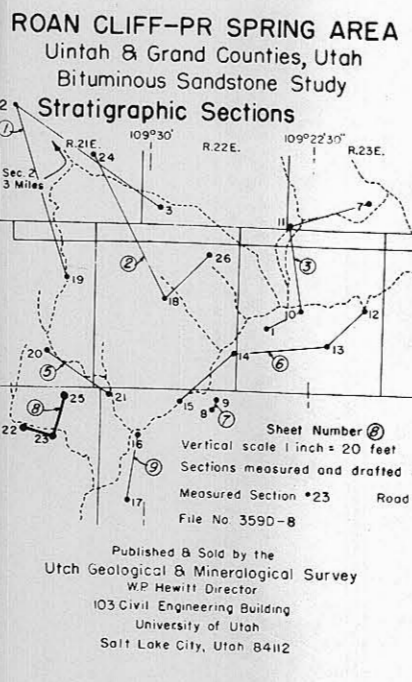 ROAN CLIFF-PR SPRING AREA
Uintah & Grand Counties, Utah
Bituminous Sandstone Study
Stratigraphic Sections
109°30'
109°22'30"
R.21E.
R.22E.
R.23E.
2
1
24
Sec. 2
3 Miles
3
7
11
2
26
3
19
18
10
12
1
20
14
6
13
5
25
21
15
9
8
8
7
22
23
16
9
17
Sheet Number 8
Vertical scale 1 inch = 20 feet
Sections measured and drafted
Measured Section •23 Road
File No. 359D-8
Published & Sold by the
Utch Geological & Mineralogical Survey
W.P. Hewitt Director
103 Civil Engineering Building
University of Utah
Salt Lake City, Utah 84112